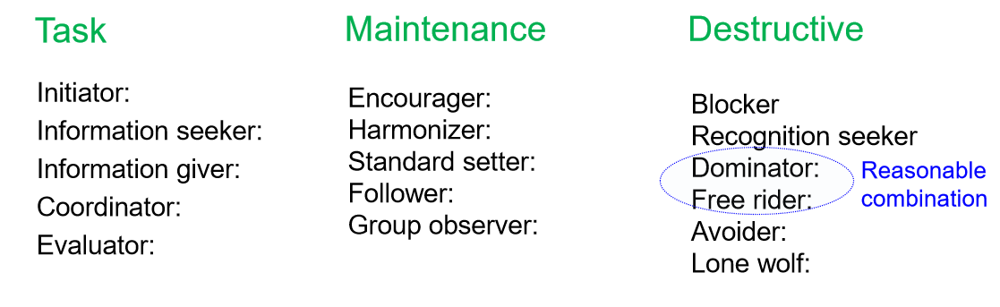 Task
Initiator:
Information seeker:
Information giver:
Coordinator:
Evaluator:
Maintenance
Encourager:
Harmonizer:
Standard setter:
Follower:
Group observer:
Destructive
Blocker
Recognition seeker
Dominator:
Free rider:
Avoider:
Lone wolf:
Reasonable
combination